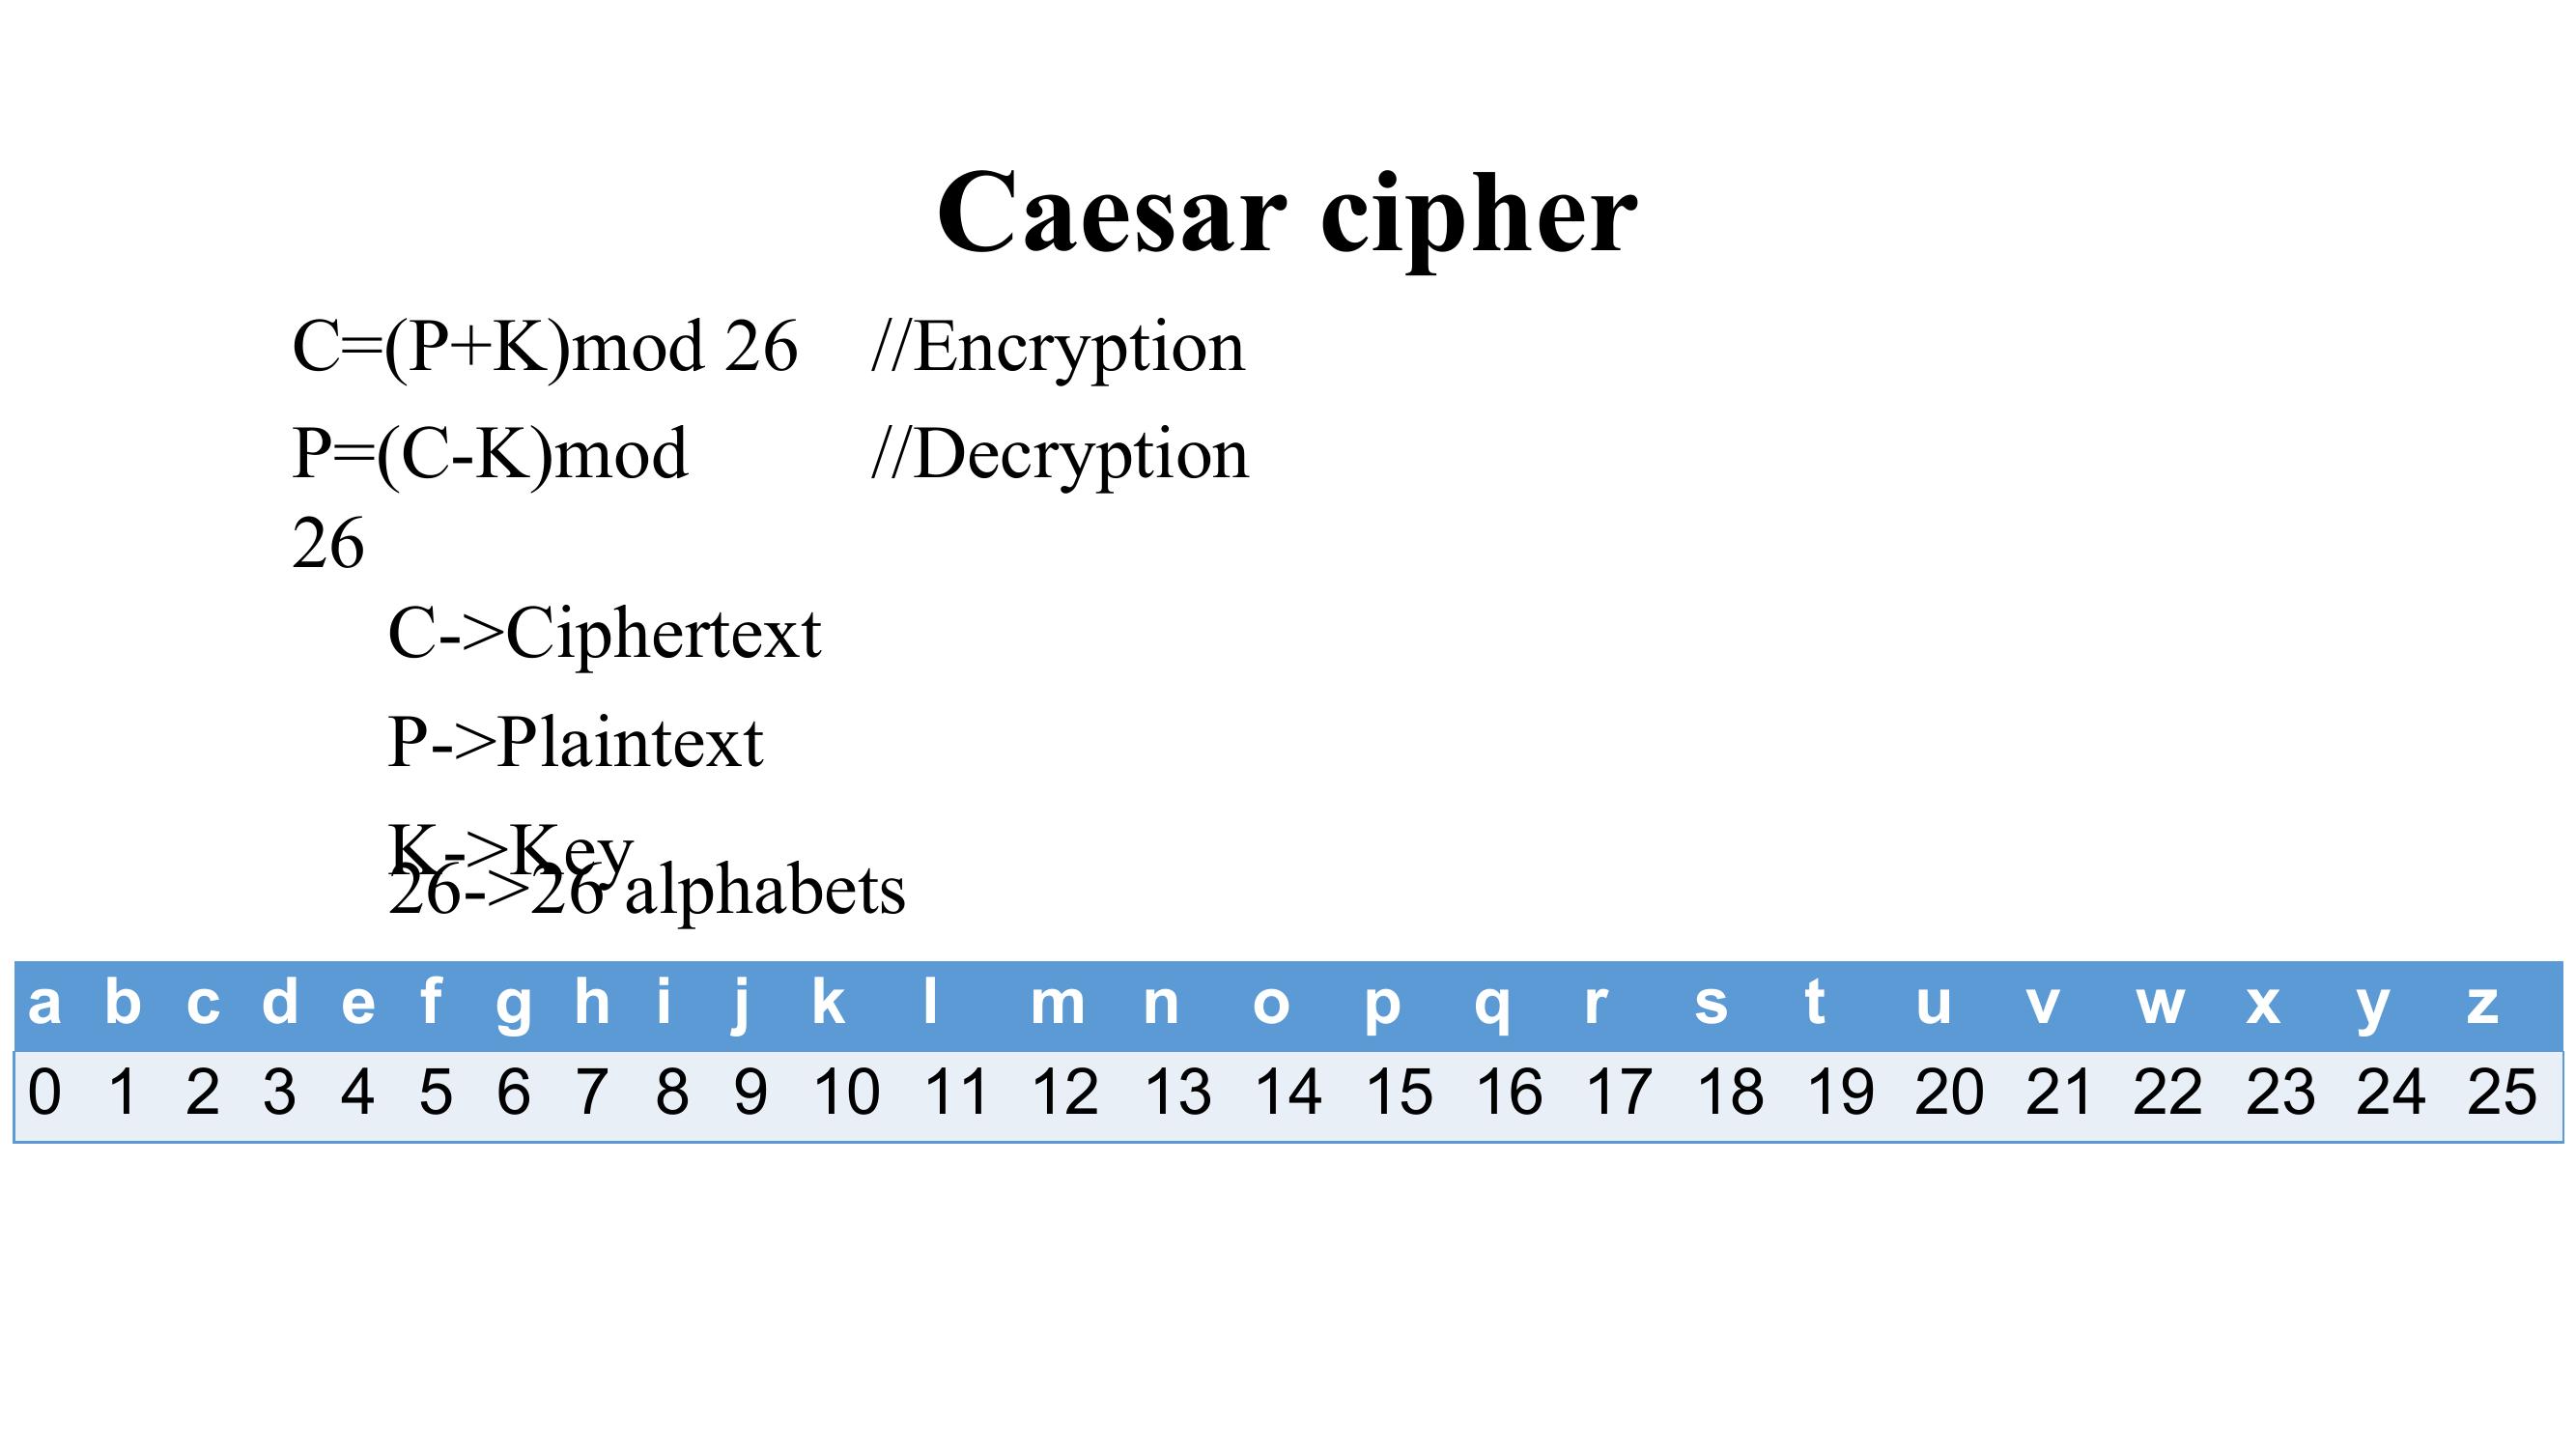 Caesar cipher
C=(P+K)mod 26 //Encryption
P=(C-K)mod //Decryption
26
C->Ciphertext
P->Plaintext
K->Key
26->26 alphabets
a b c d e f g h i j k l m n o p q r s t u v w x y z
0 1 2 3 4 5 6 7 8 9 10 11 12 13 14 15 16 17 18 19 20 21 22 23 24 25